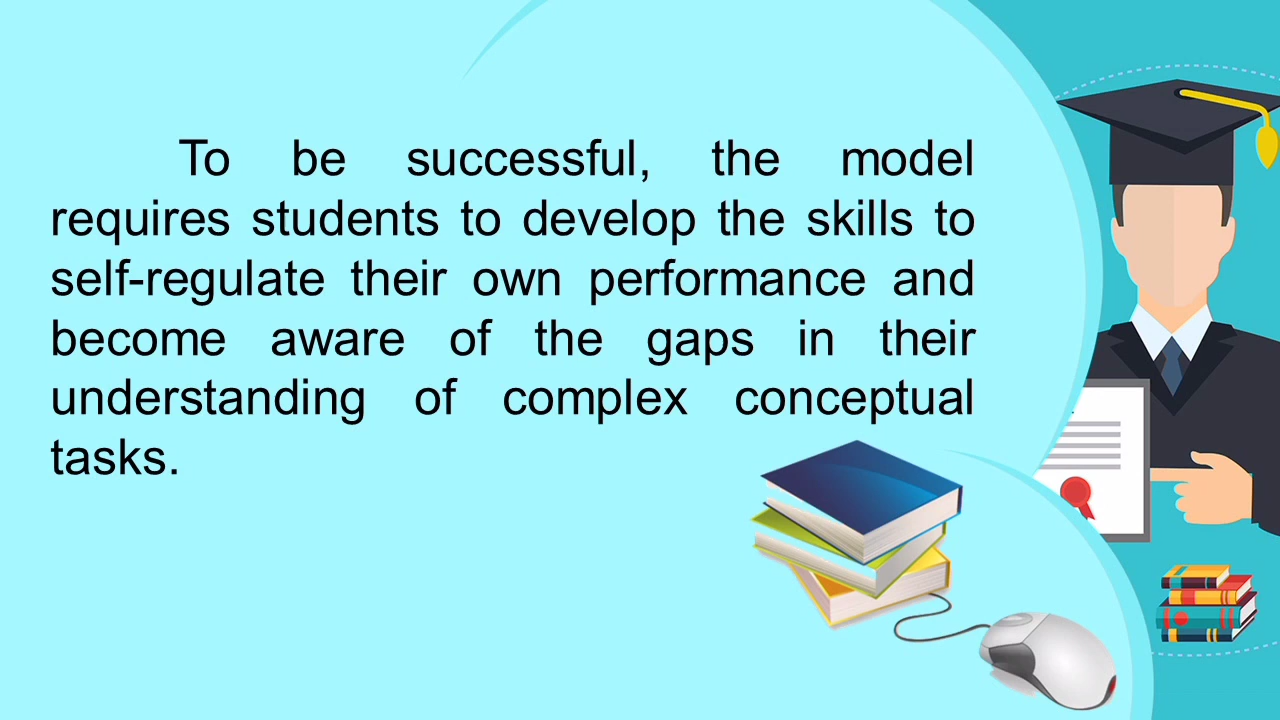 To be successful, the model
requires students to develop the skills to
self-regulate their own performance and
become aware of the gaps in their
understanding of complex conceptual
tasks.